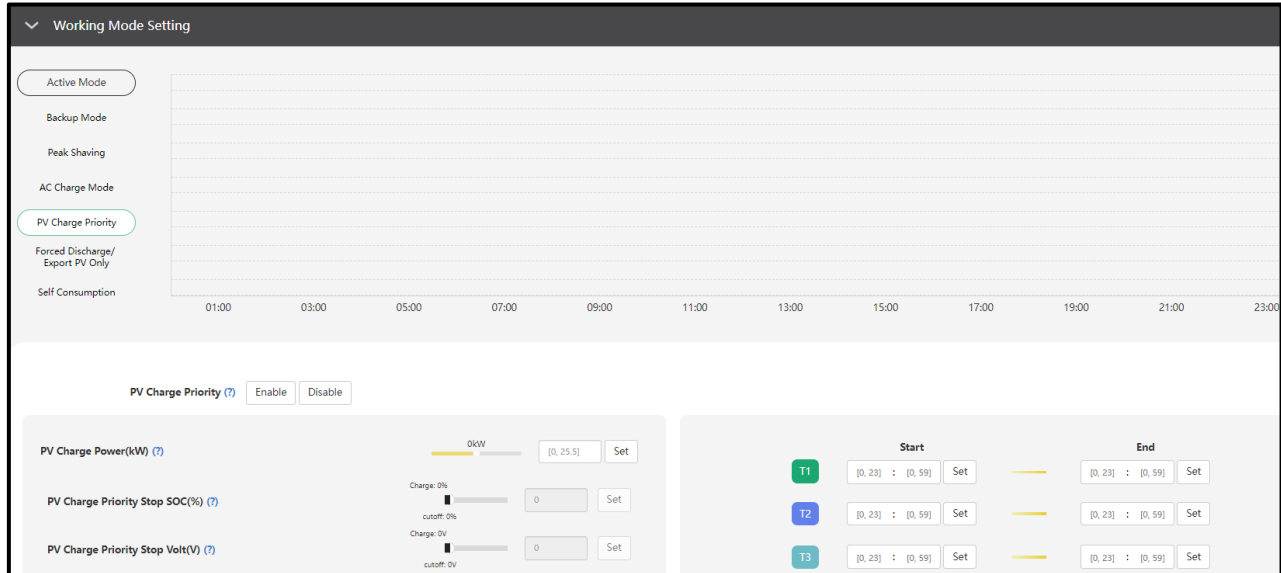 Working Mode Setting
Active Mode
Backup Mode
Peak Shaving
AC Charge Mode
PV Charge Priority
Forced Discharge/
Export PV Only
Self Consumption
01:00 03:00 05:00 07:00 09:00 11:00 13:00 15:00 17:00 19:00 21:00 23:00
PV Charge Priority (?) Enable Disable
PV Charge Power(kW) (?) 0kW [0, 25.5] Set
PV Charge Priority Stop SOC(%) (?) Charge: 0% 0 Set
cutoff: 0%
PV Charge Priority Stop Volt(V) (?) Charge: 0V 0 Set
cutoff: 0V
Start End
T1 [0, 23] : [0, 59] Set [0, 23] : [0, 59] Set
T2 [0, 23] : [0, 59] Set [0, 23] : [0, 59] Set
T3 [0, 23] : [0, 59] Set [0, 23] : [0, 59] Set